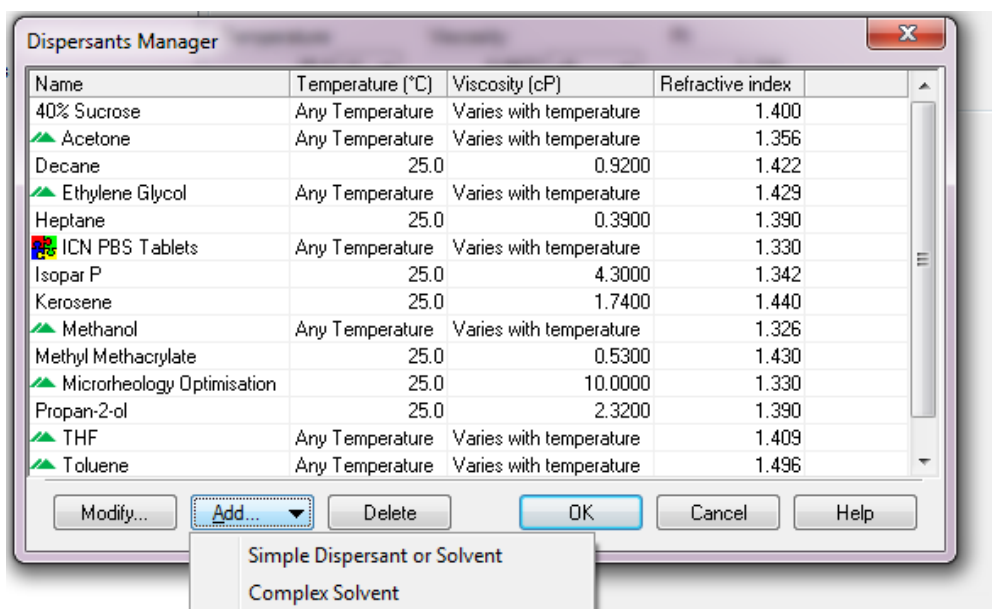 Dispersants Manager
Name Temperature (°C) Viscosity (cP) Refractive index
40% Sucrose Any Temperature Varies with temperature 1.400
Acetone Any Temperature Varies with temperature 1.356
Decane 25.0 0.9200 1.422
Ethylene Glycol Any Temperature Varies with temperature 1.429
Heptane 25.0 0.3900 1.390
ICN PBS Tablets Any Temperature Varies with temperature 1.330
Isopar P 25.0 4.3000 1.342
Kerosene 25.0 1.7400 1.440
Methanol Any Temperature Varies with temperature 1.326
Methyl Methacrylate 25.0 0.5300 1.430
Microrheology Optimisation 25.0 10.0000 1.330
Propan-2-ol 25.0 2.3200 1.390
THF Any Temperature Varies with temperature 1.409
Toluene Any Temperature Varies with temperature 1.496
Modify... Add... Delete OK Cancel Help
Simple Dispersant or Solvent
Complex Solvent